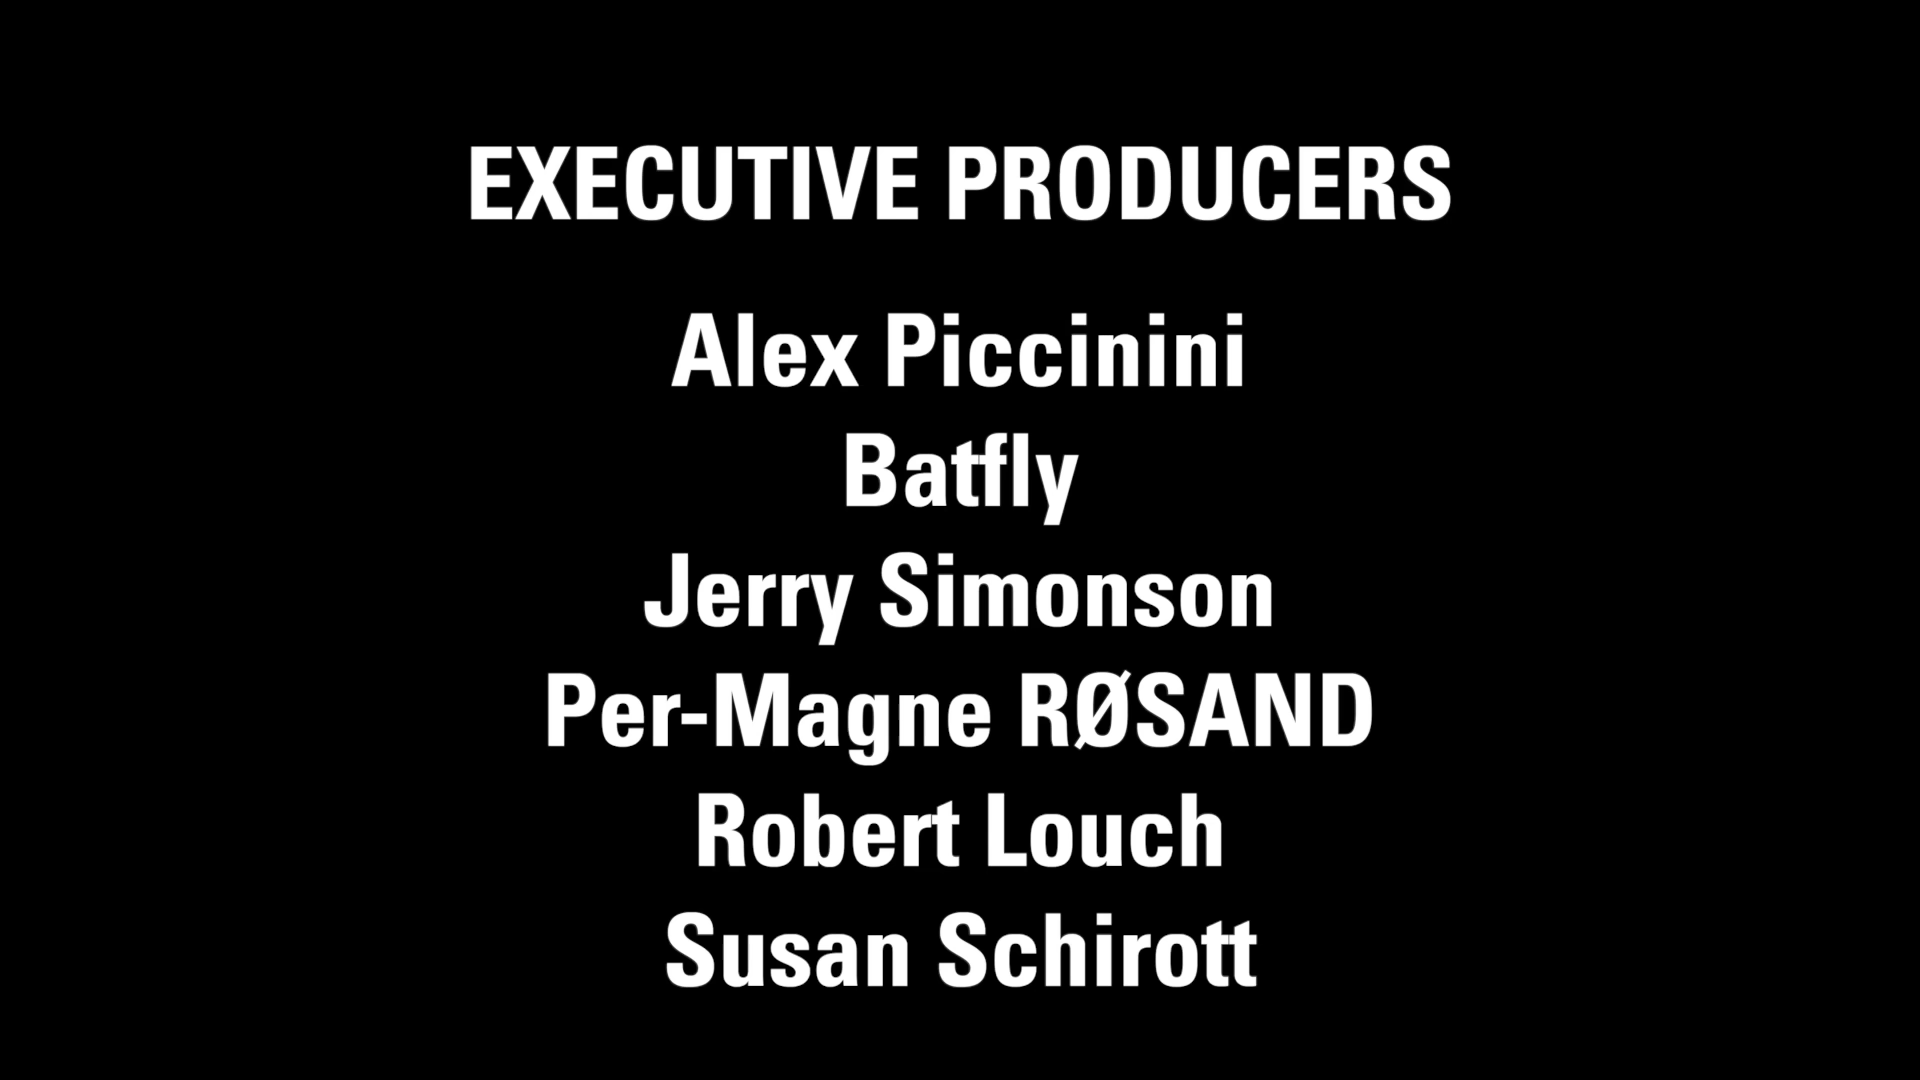 EXECUTIVE PRODUCERS
Alex Piccinini
Batfly
Jerry Simonson
Per-Magne RØSAND
Robert Louch
Susan Schirott